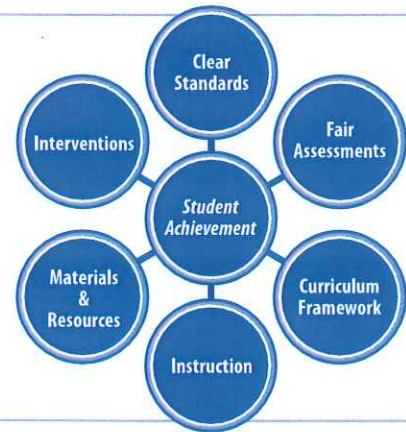 Clear
Standards
Fair
Assessments
Curriculum
Framework
Instruction
Materials
&
Resources
Interventions
Student
Achievement